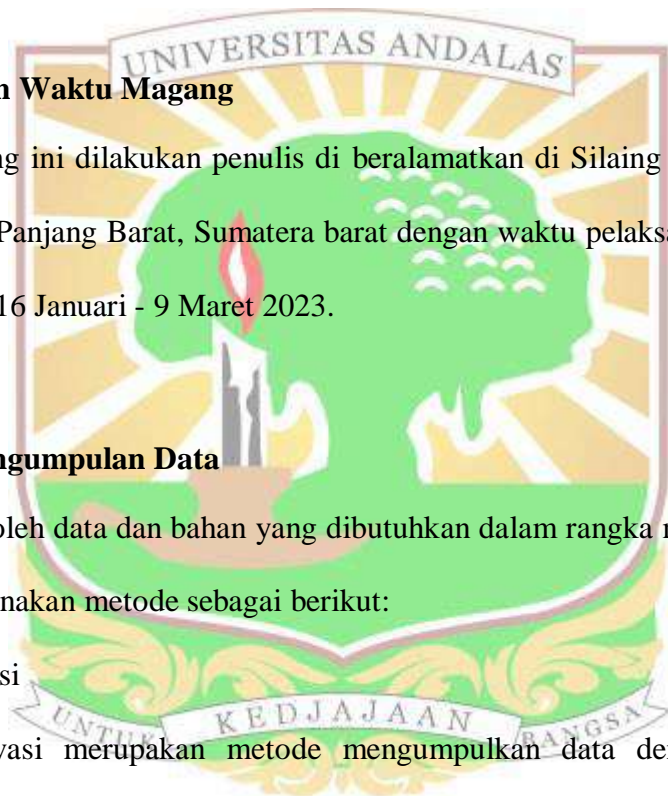 UNIVERSITAS ANDALAS
n Waktu Magang
ng ini dilakukan penulis di beralamatkan di Silaing
Panjang Barat, Sumatera barat dengan waktu pelaksa
16 Januari - 9 Maret 2023.
ngumpulan Data
oleh data dan bahan yang dibutuhkan dalam rangka
nakan metode sebagai berikut:
si
UNTUK KEDJAJAAN BANGSA
vasi merupakan metode mengumpulkan data de